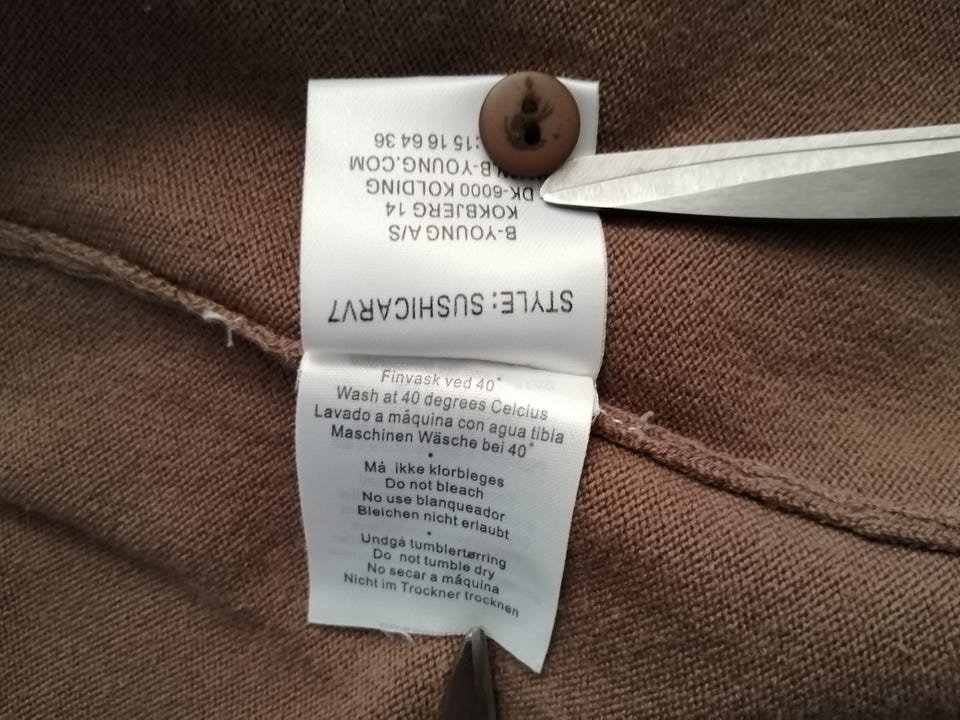 STYLE: SUSHICARV7
B-YOUNG A/S
KOKBJERG 14
DK-6000 KOLDING
B-YOUNG.COM
:15 16 64 36
Finvask ved 40°
Wash at 40 degrees Celcius
Lavado a máquina con agua tibia
Maschinen Wäsche bei 40°
•
Må ikke klorbleges
Do not bleach
No use blanqueador
Bleichen nicht erlaubt
•
Undgå tumblertørring
Do not tumble dry
No secar a máquina
Nicht im Trockner trocknen